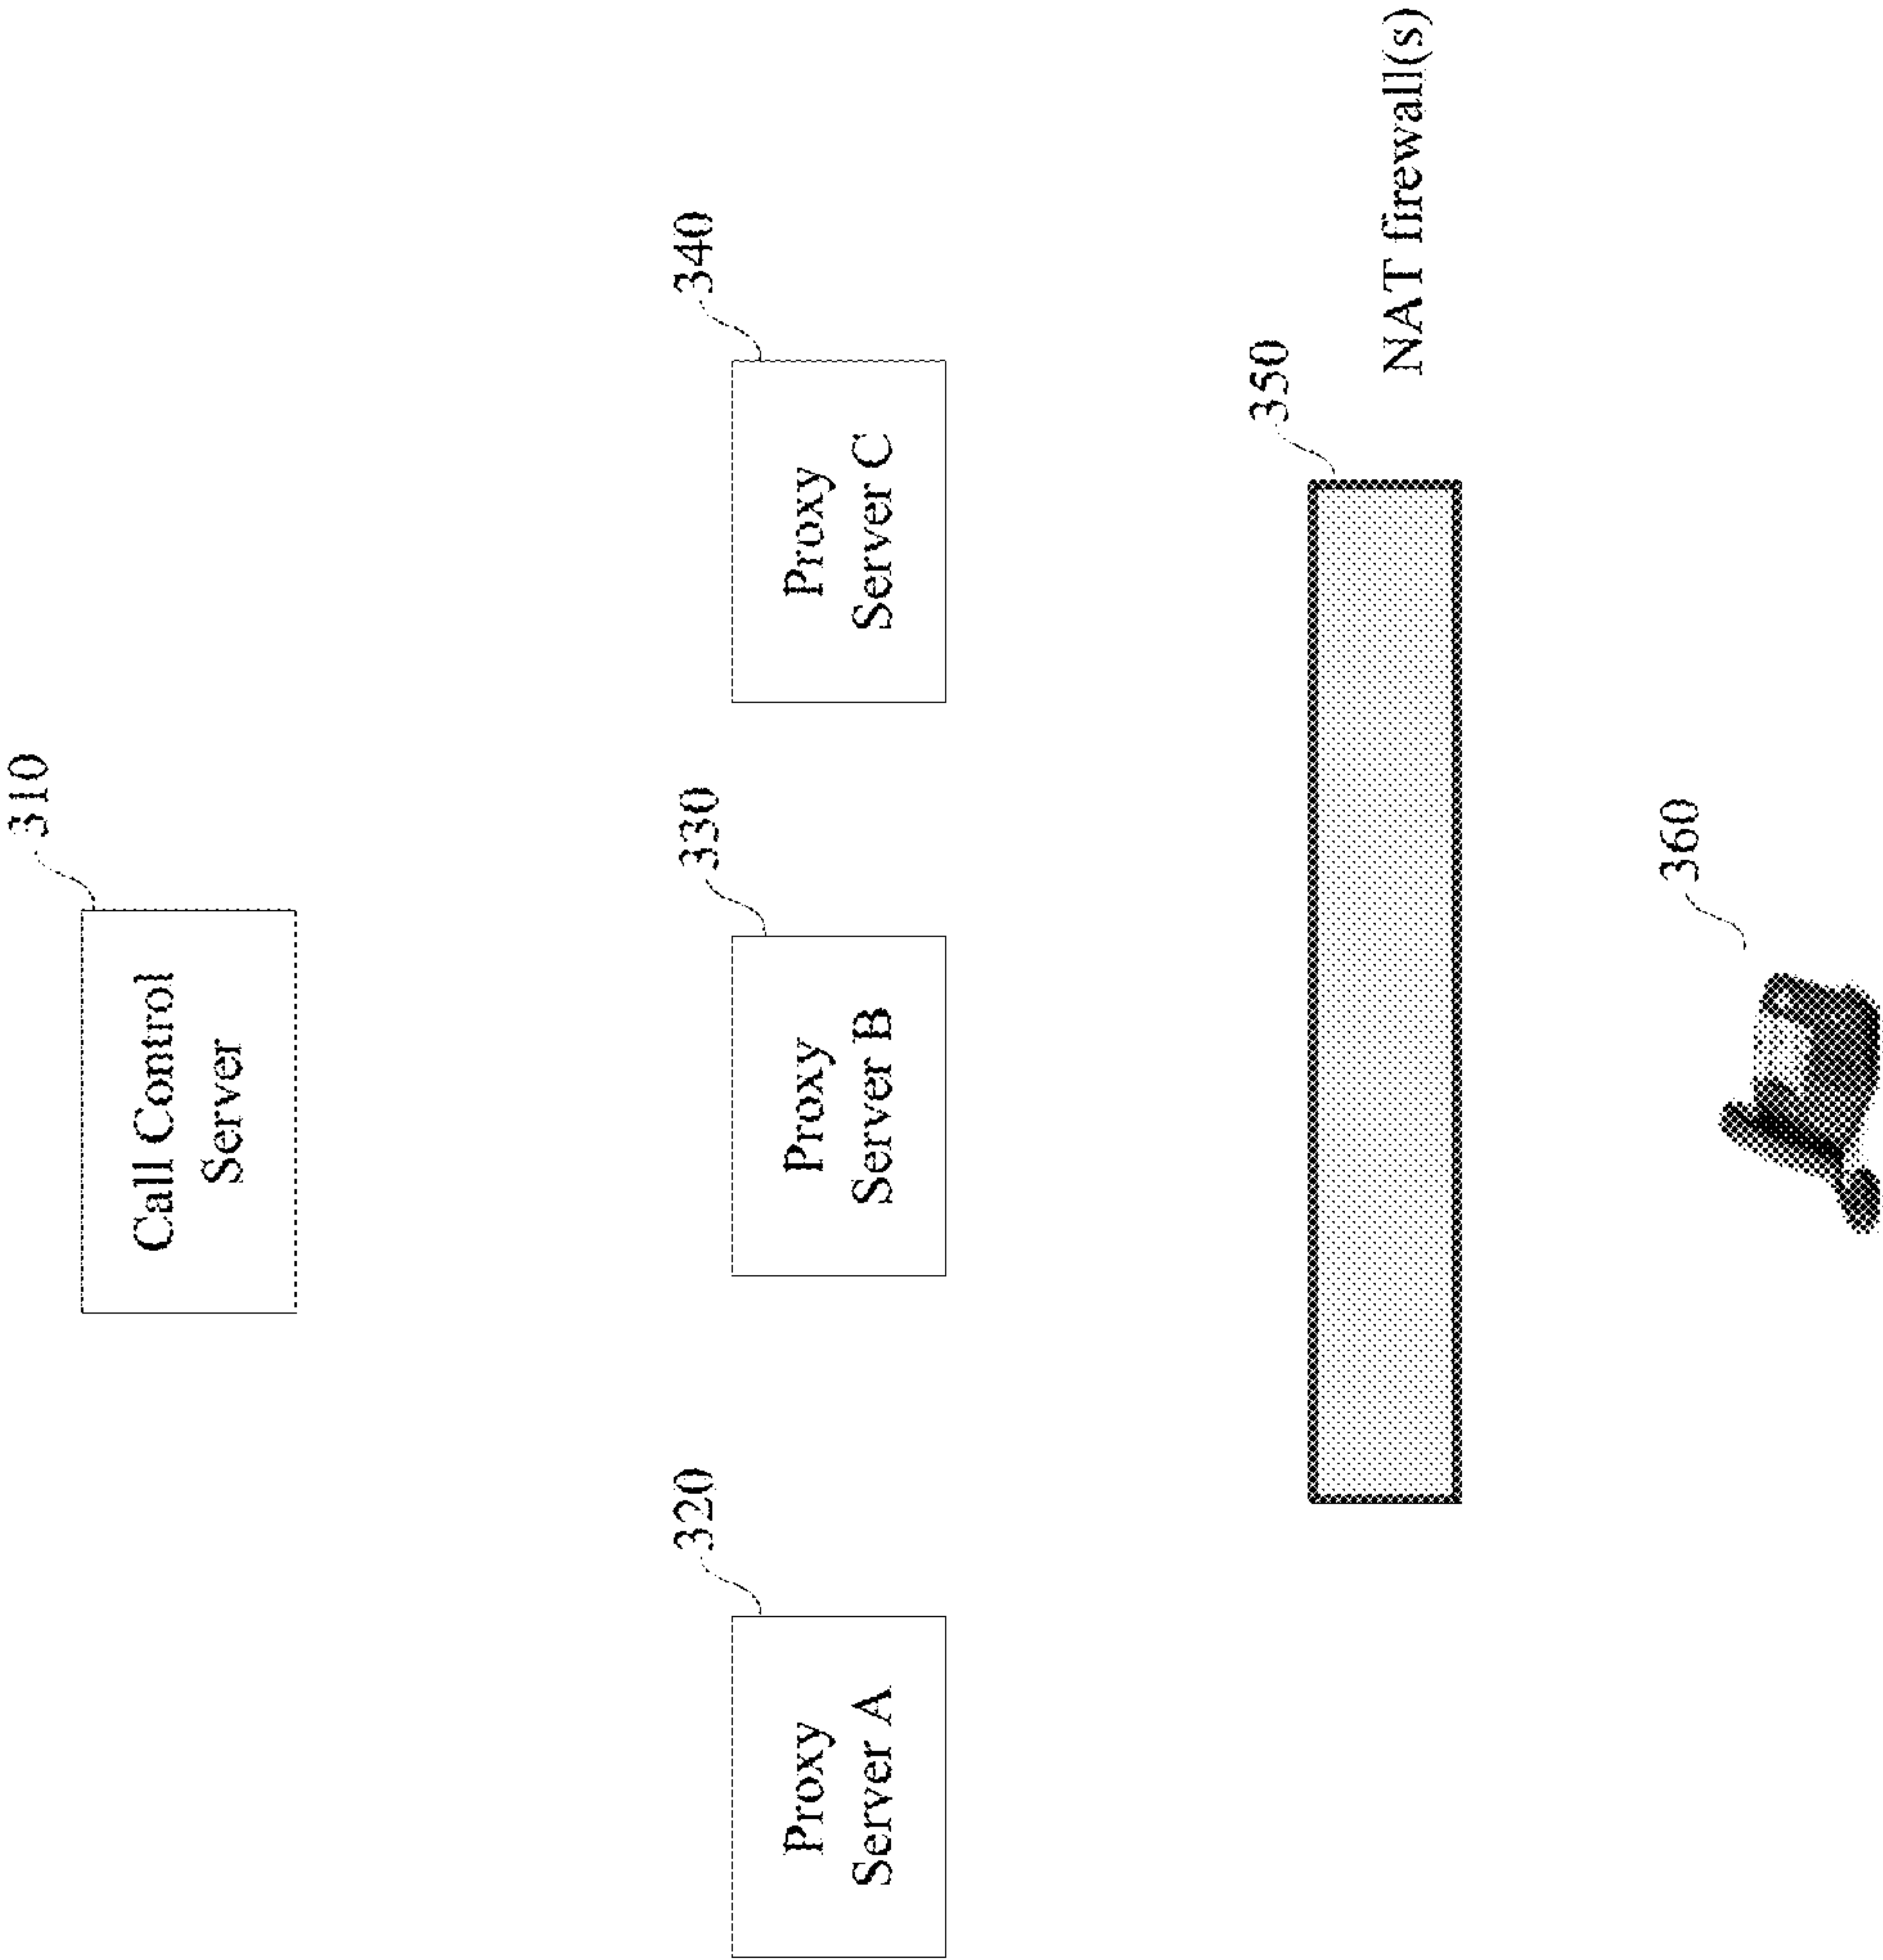 310
Call Control
Server
320
Proxy
Server A
330
Proxy
Server B
340
Proxy
Server C
350
NAT firewall(s)
360